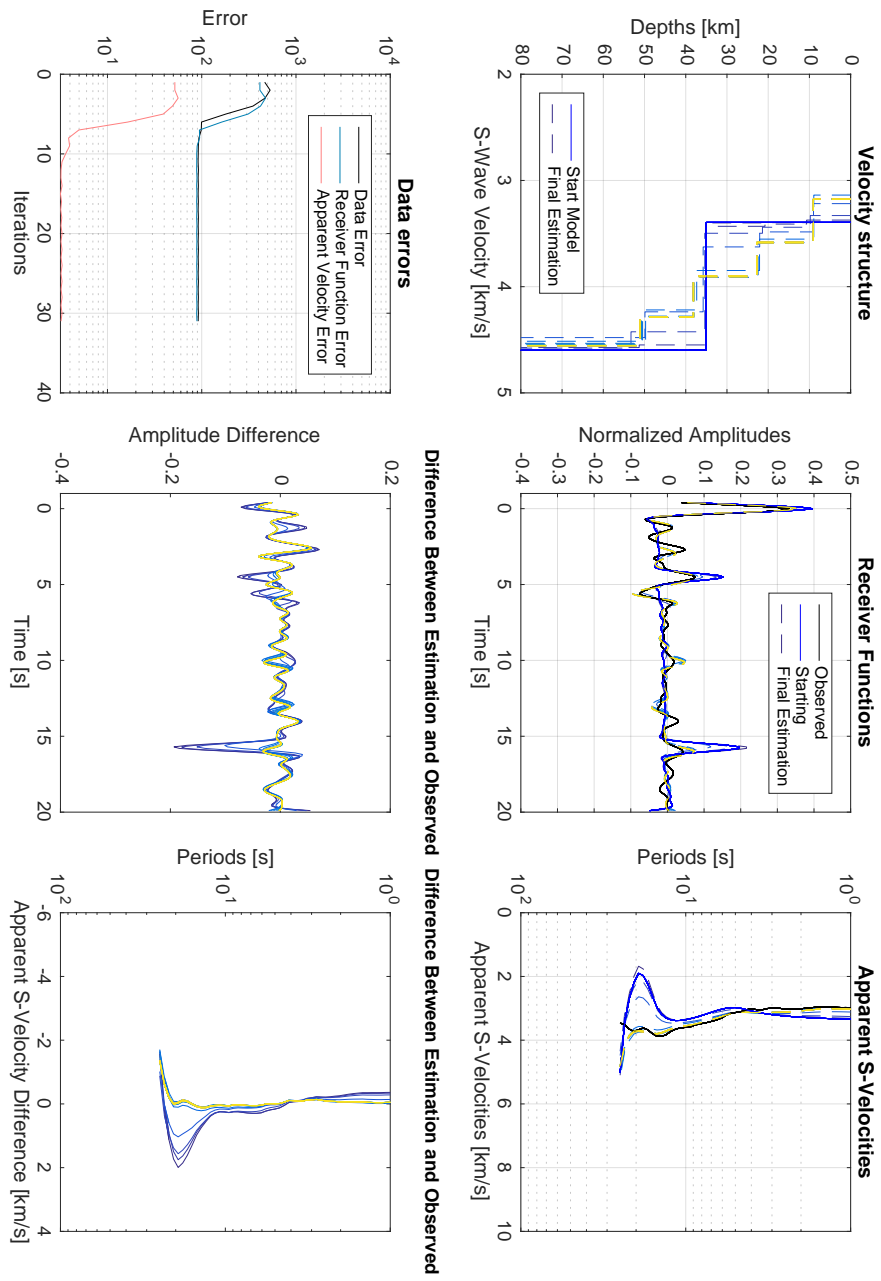 Velocity structure
Depths [km]
0
10
20
30
40
50
60
70
80
Start Model
Final Estimation
2
3
4
5
S-Wave Velocity [km/s]
Receiver Functions
Normalized Amplitudes
0.5
0.4
0.3
0.2
0.1
0
-0.1
-0.2
-0.3
-0.4
Observed
Starting
Final Estimation
0
5
10
15
20
Time [s]
Apparent S-Velocities
Periods [s]
10^0
10^1
10^2
0
2
4
6
8
10
Apparent S-Velocities [km/s]
Data errors
Error
10^4
10^3
10^2
10^1
Data Error
Receiver Function Error
Apparent Velocity Error
0
10
20
30
40
Iterations
Difference Between Estimation and Observed
Amplitude Difference
0.2
0
-0.2
-0.4
0
5
10
15
20
Time [s]
Difference Between Estimation and Observed
Periods [s]
10^0
10^1
10^2
-6
-4
-2
0
2
4
Apparent S-Velocity Difference [km/s]